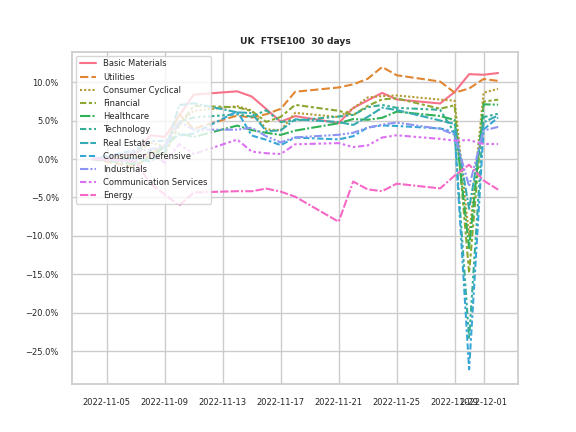 UK FTSE100 30 days
Basic Materials
Utilities
Consumer Cyclical
Financial
Healthcare
Technology
Real Estate
Consumer Defensive
Industrials
Communication Services
Energy
10.0%
5.0%
0.0%
−5.0%
−10.0%
−15.0%
−20.0%
−25.0%
2022-11-05 2022-11-09 2022-11-13 2022-11-17 2022-11-21 2022-11-25 2022-11-29 2022-12-01